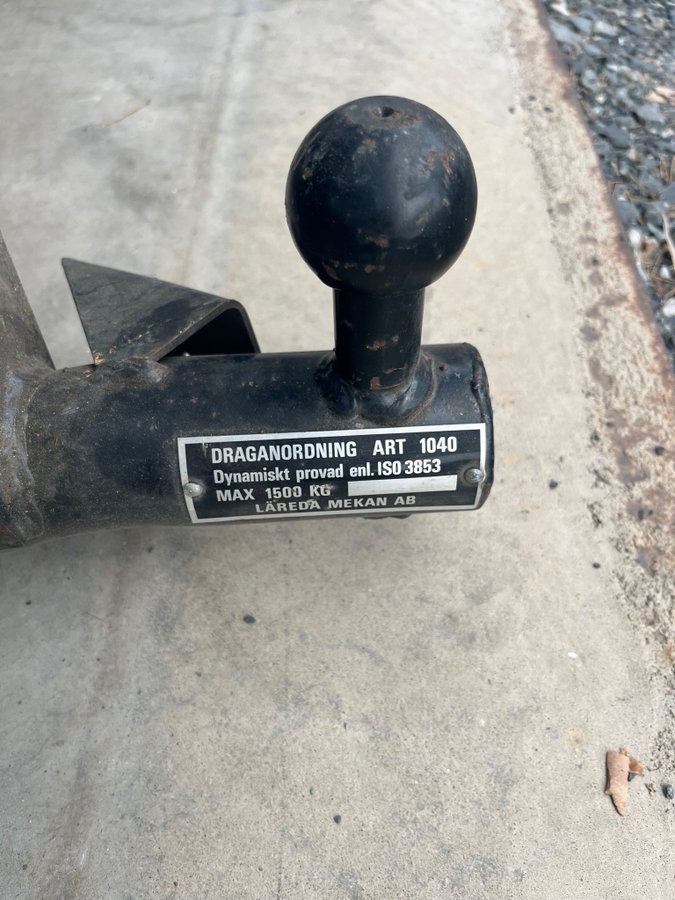 DRAGANORDNING ART 1040
Dynamiskt provad enl. ISO 3853
MAX 1500 KG
LÄREDA MEKAN AB